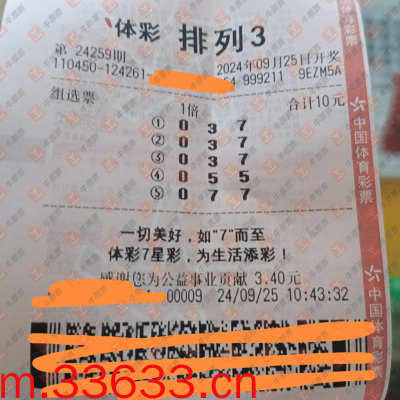 体彩 排列3
第 24259期 2024年09月25日开奖
110450-124261- 64 999211 9EZM5A
组选票 1倍 合计10元
① 0 3 7
② 0 3 7
③ 0 3 7
④ 0 5 5
⑤ 0 7 7
一切美好，如"7"而至
体彩7星彩，为生活添彩！
感谢您为公益事业贡献 3.40元
00009 24/09/25 10:43:32
中国体育彩票
中国体育彩票
m.33633.cn